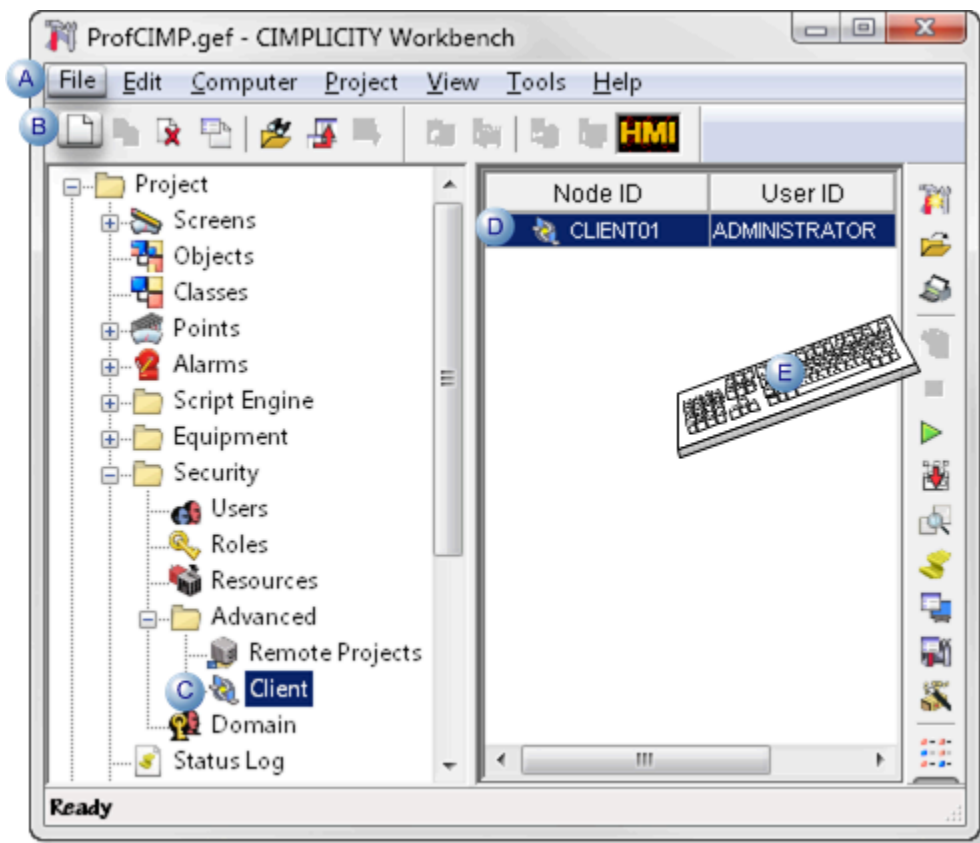 ProfCIMP.gef - CIMPLICITY Workbench
A File Edit Computer Project View Tools Help
B HMI
Project
Screens
Objects
Classes
Points
Alarms
Script Engine
Equipment
Security
Users
Roles
Resources
Advanced
Remote Projects
C Client
Domain
Status Log
Node ID User ID
D CLIENT01 ADMINISTRATOR
E
Ready